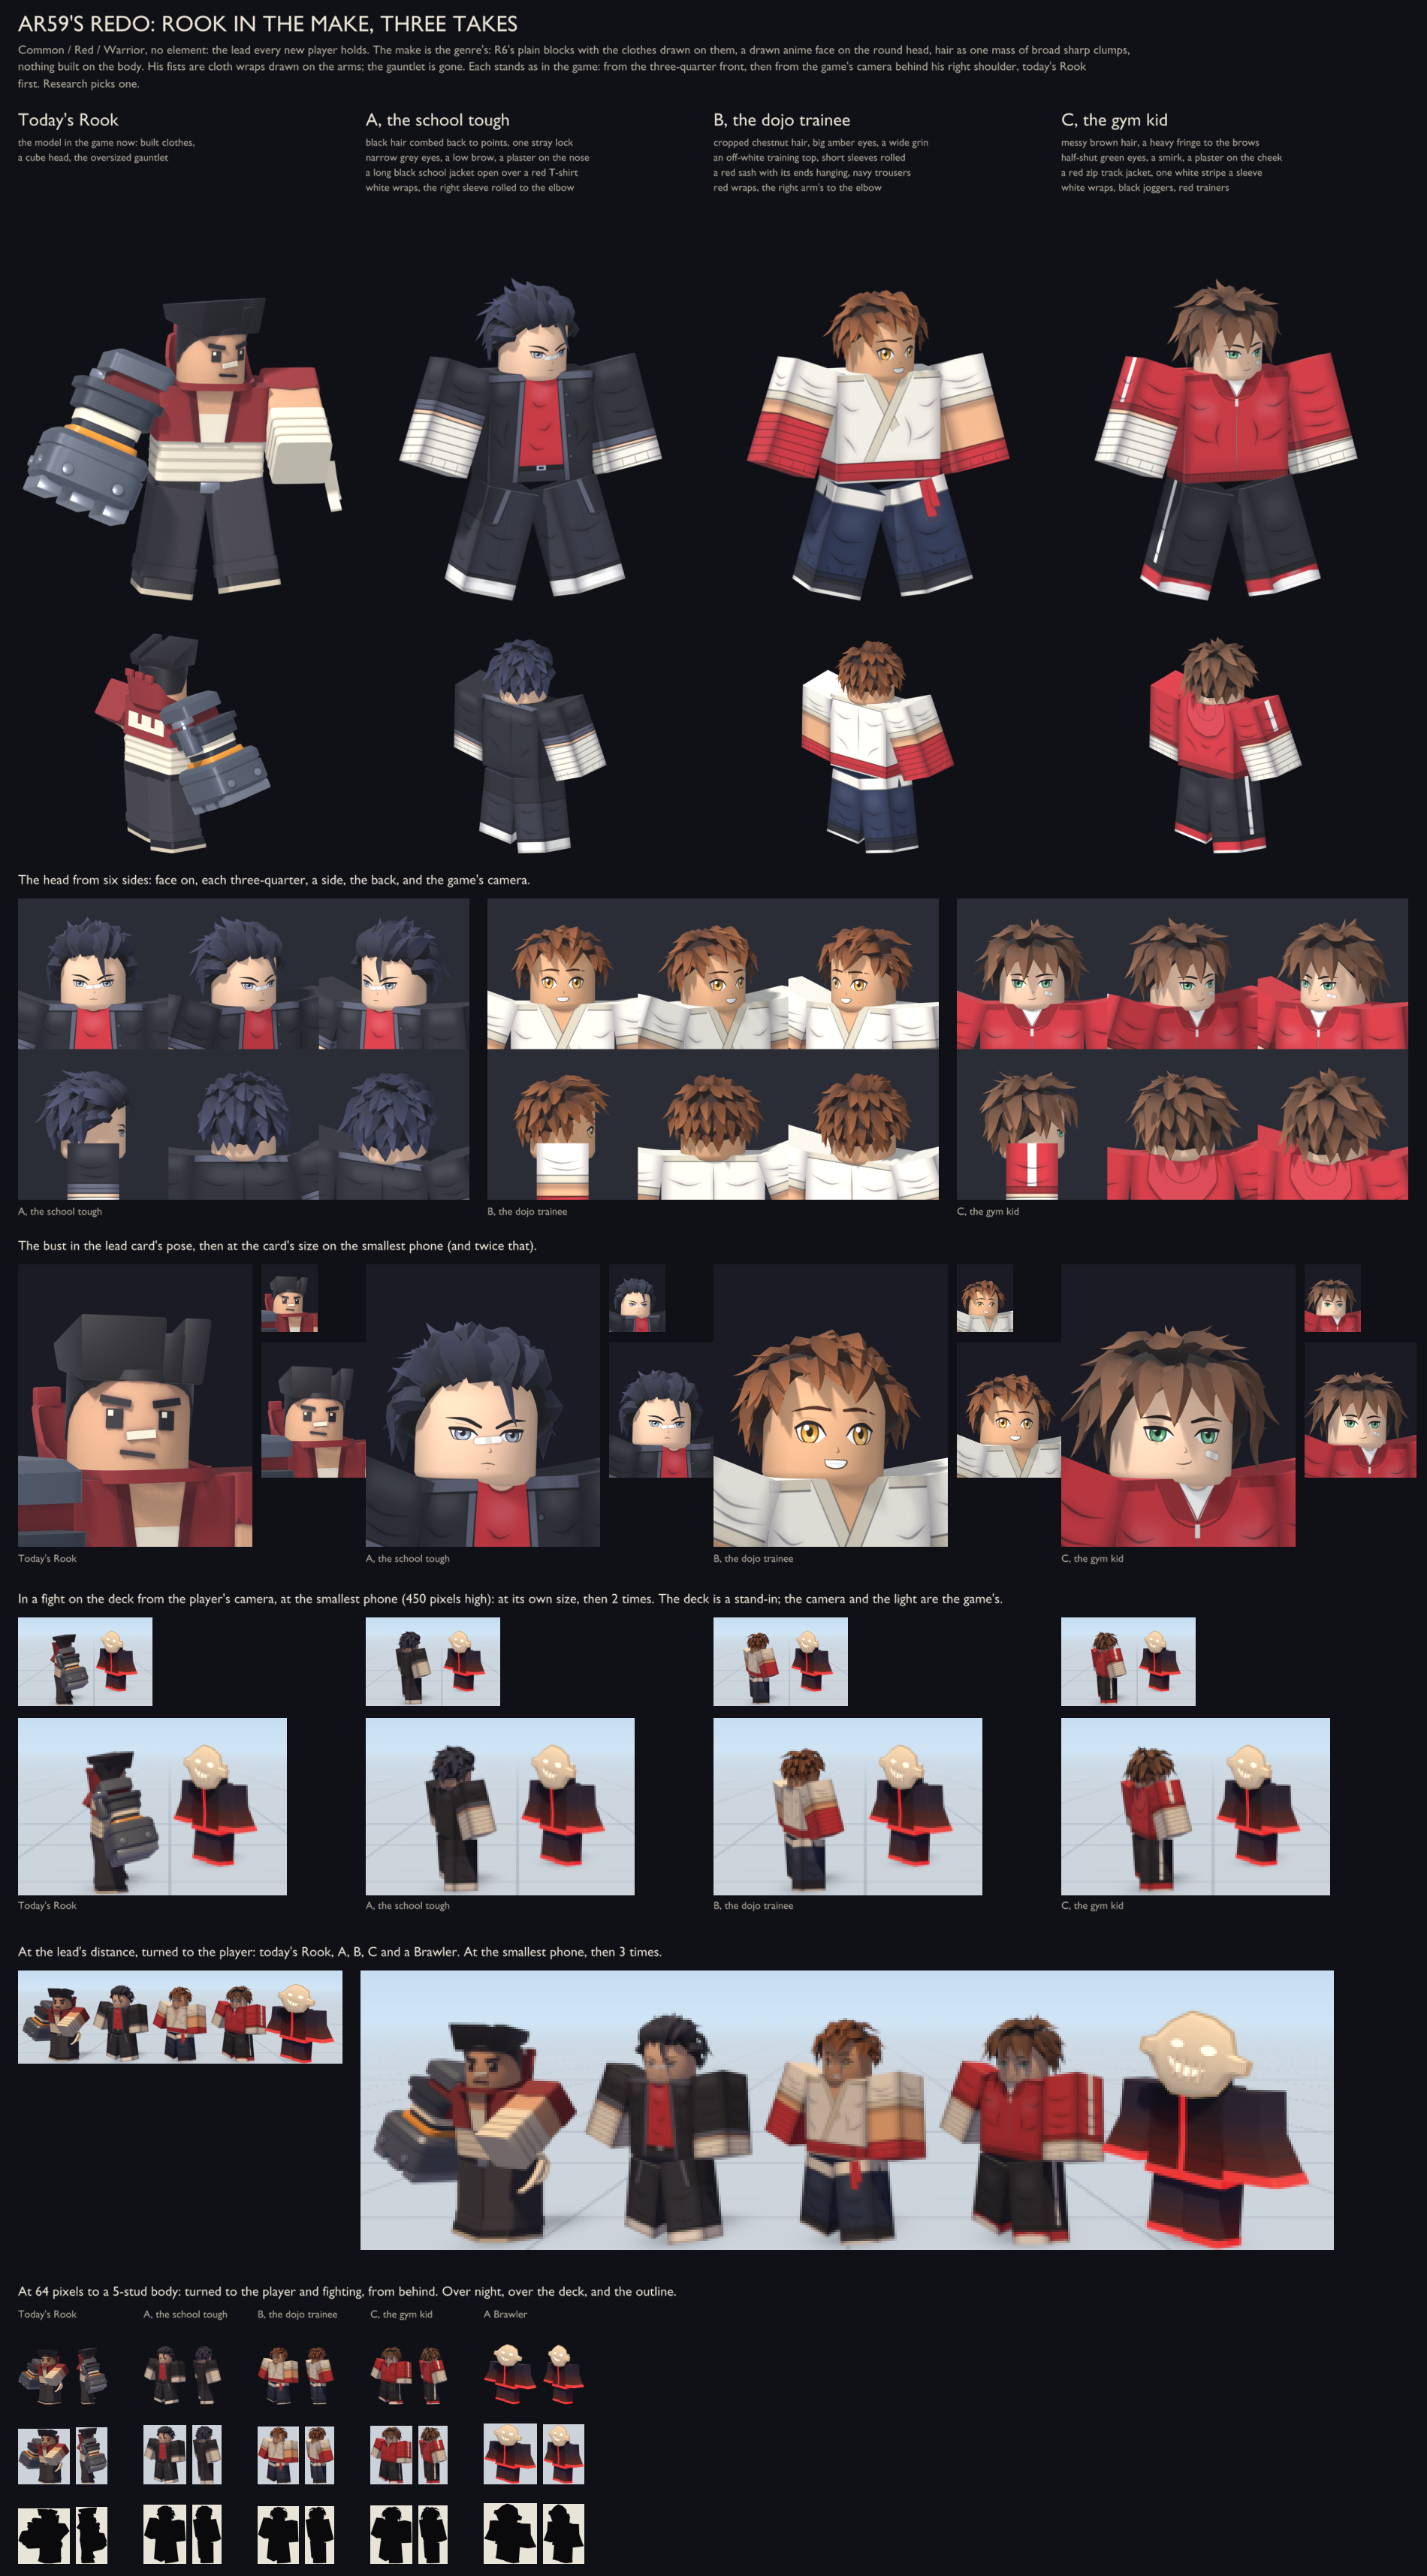 AR59'S REDO: ROOK IN THE MAKE, THREE TAKES
Common / Red / Warrior, no element: the lead every new player holds. The make is the genre's: R6's plain blocks with the clothes drawn on them, a drawn anime face on the round head, hair as one mass of broad sharp clumps,
nothing built on the body. His fists are cloth wraps drawn on the arms; the gauntlet is gone. Each stands as in the game: from the three-quarter front, then from the game's camera behind his right shoulder, today's Rook
first. Research picks one.
Today's Rook
the model in the game now: built clothes,
a cube head, the oversized gauntlet
A, the school tough
black hair combed back to points, one stray lock
narrow grey eyes, a low brow, a plaster on the nose
a long black school jacket open over a red T-shirt
white wraps, the right sleeve rolled to the elbow
B, the dojo trainee
cropped chestnut hair, big amber eyes, a wide grin
an off-white training top, short sleeves rolled
a red sash with its ends hanging, navy trousers
red wraps, the right arm's to the elbow
C, the gym kid
messy brown hair, a heavy fringe to the brows
half-shut green eyes, a smirk, a plaster on the cheek
a red zip track jacket, one white stripe a sleeve
white wraps, black joggers, red trainers
The head from six sides: face on, each three-quarter, a side, the back, and the game's camera.
A, the school tough
B, the dojo trainee
C, the gym kid
The bust in the lead card's pose, then at the card's size on the smallest phone (and twice that).
Today's Rook
A, the school tough
B, the dojo trainee
C, the gym kid
In a fight on the deck from the player's camera, at the smallest phone (450 pixels high): at its own size, then 2 times. The deck is a stand-in; the camera and the light are the game's.
Today's Rook
A, the school tough
B, the dojo trainee
C, the gym kid
At the lead's distance, turned to the player: today's Rook, A, B, C and a Brawler. At the smallest phone, then 3 times.
At 64 pixels to a 5-stud body: turned to the player and fighting, from behind. Over night, over the deck, and the outline.
Today's Rook
A, the school tough
B, the dojo trainee
C, the gym kid
A Brawler